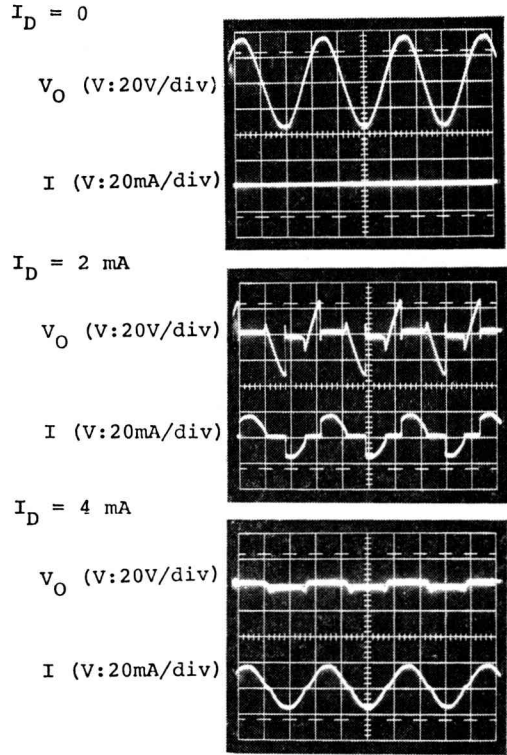 I_D = 0
V_O (V:20V/div)
I (V:20mA/div)
I_D = 2 mA
V_O (V:20V/div)
I (V:20mA/div)
I_D = 4 mA
V_O (V:20V/div)
I (V:20mA/div)